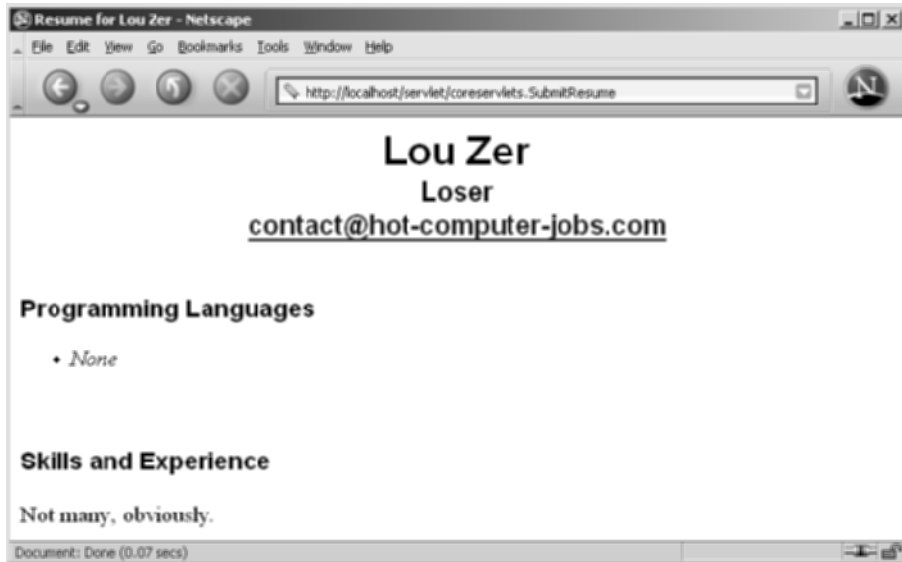 Resume for Lou Zer - Netscape
File Edit View Go Bookmarks Tools Window Help
http://localhost/servlet/coreservlets.SubmitResume
N
Lou Zer
Loser
contact@hot-computer-jobs.com
Programming Languages
• None
Skills and Experience
Not many, obviously.
Document: Done (0.07 secs)